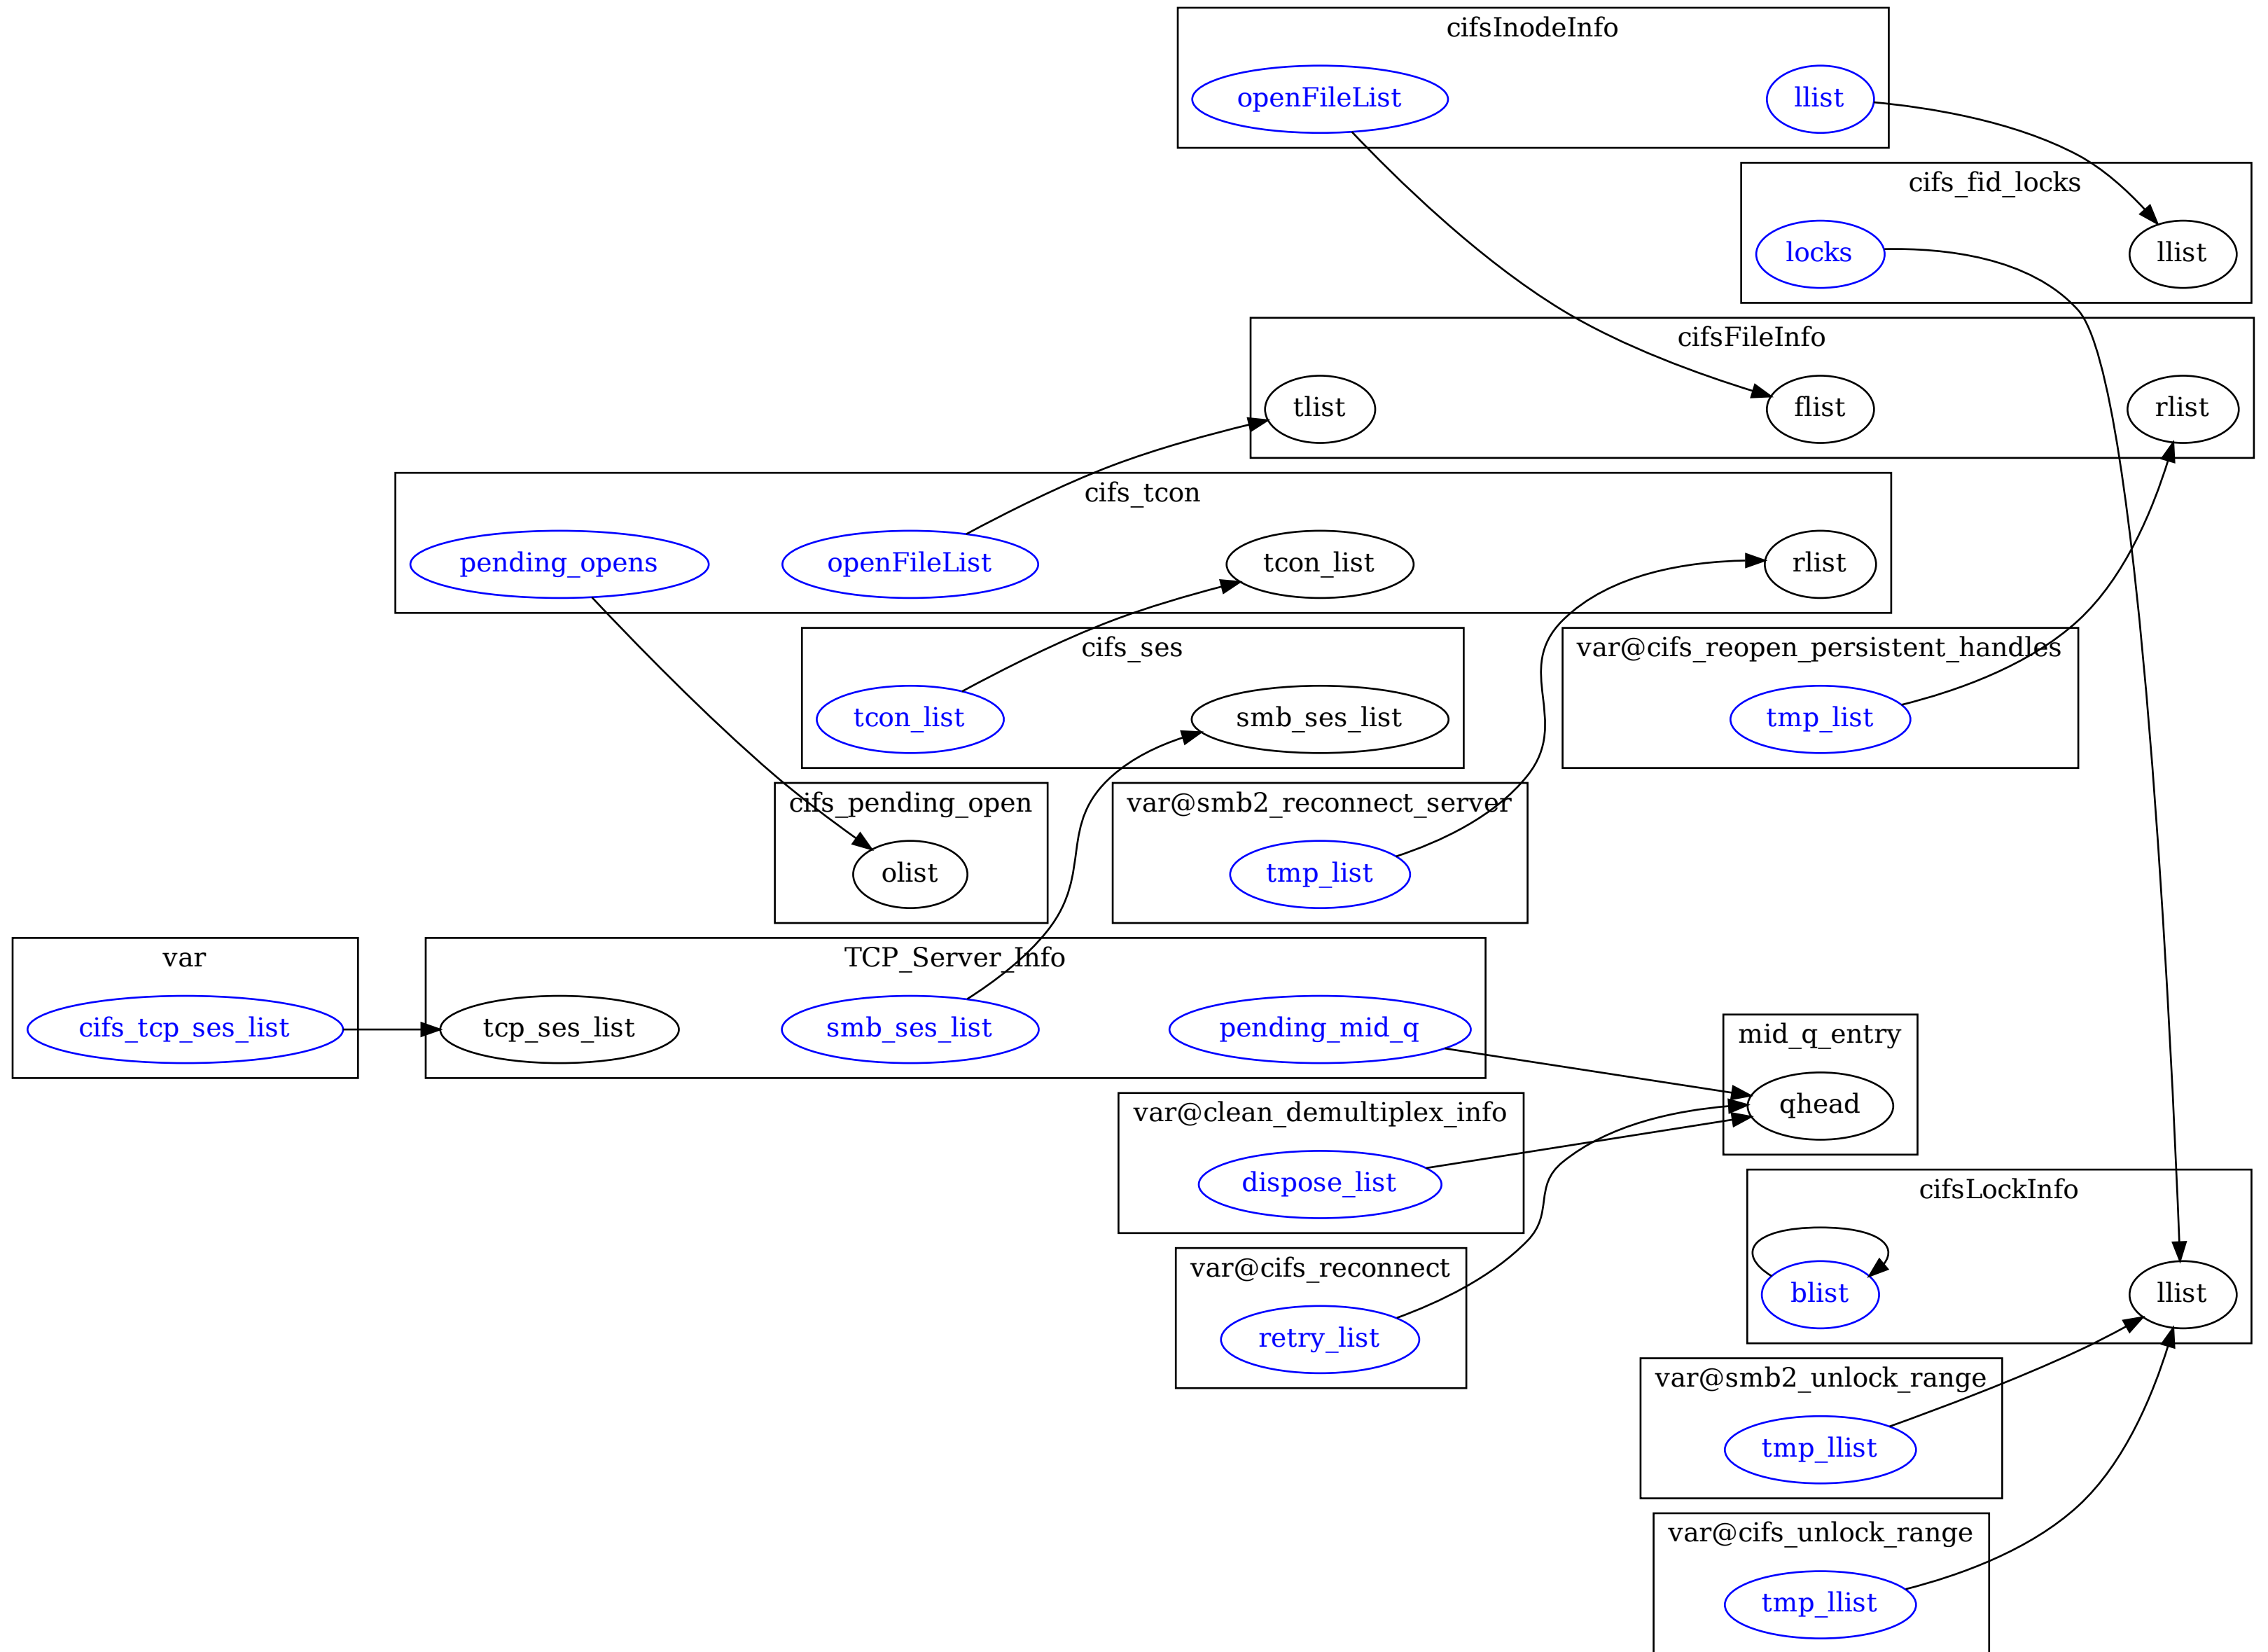 cifsInodeInfo
openFileList
llist
cifs_fid_locks
locks
llist
cifsFileInfo
tlist
flist
rlist
cifs_tcon
pending_opens
openFileList
tcon_list
rlist
cifs_ses
tcon_list
smb_ses_list
var@cifs_reopen_persistent_handles
tmp_list
cifs_pending_open
olist
var@smb2_reconnect_server
tmp_list
var
cifs_tcp_ses_list
TCP_Server_Info
tcp_ses_list
smb_ses_list
pending_mid_q
mid_q_entry
qhead
var@clean_demultiplex_info
dispose_list
cifsLockInfo
blist
llist
var@cifs_reconnect
retry_list
var@smb2_unlock_range
tmp_llist
var@cifs_unlock_range
tmp_llist